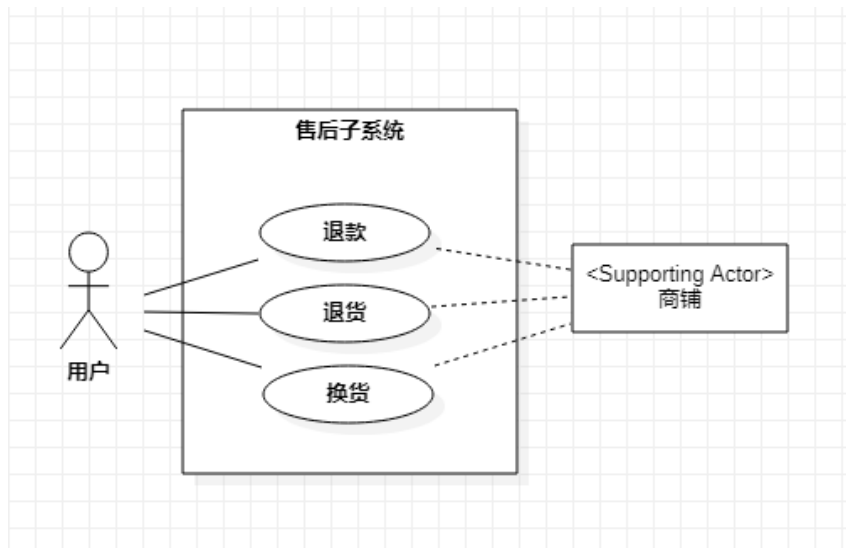 售后子系统
退款
<Supporting Actor>
商铺
退货
用户
换货